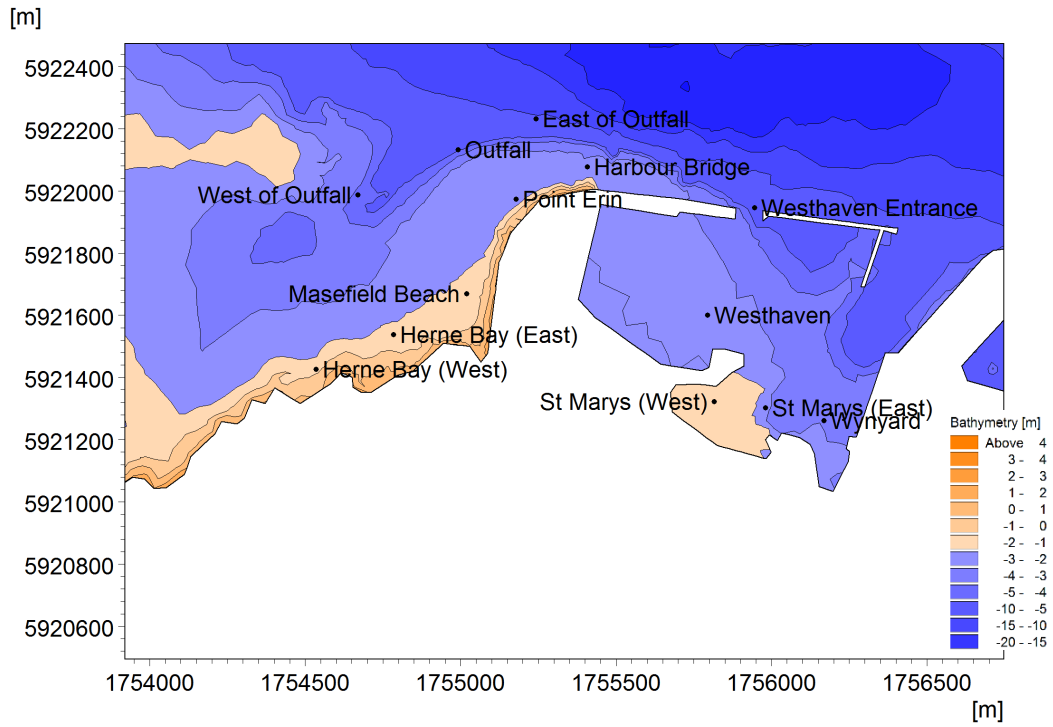 [m]
5922400
5922200
5922000
5921800
5921600
5921400
5921200
5921000
5920800
5920600
East of Outfall
Outfall
Harbour Bridge
West of Outfall
Point Erin
Westhaven Entrance
Masefield Beach
Westhaven
Herne Bay (East)
Herne Bay (West)
St Marys (West)
St Marys (East)
Wynyard
Bathymetry [m]
Above 4
3 - 4
2 - 3
1 - 2
0 - 1
-1 - 0
-2 - -1
-3 - -2
-4 - -3
-5 - -4
-10 - -5
-15 - -10
-20 - -15
1754000 1754500 1755000 1755500 1756000 1756500
[m]